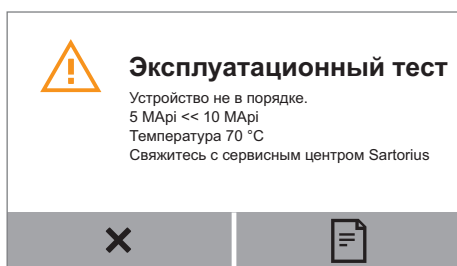 Эксплуатационный тест
Устройство не в порядке.
5 MApi << 10 MApi
Температура 70 °C
Свяжитесь с сервисным центром Sartorius